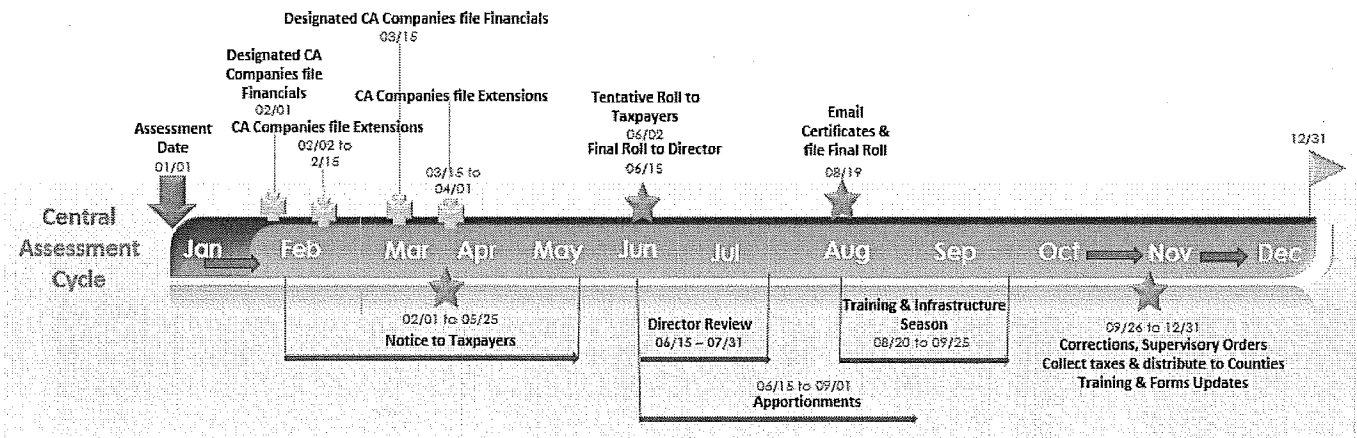 Designated CA Companies file Financials
03/15
Designated CA
Companies file
Financials
02/01
CA Companies file Extensions
02/02 to
2/15
CA Companies file Extensions
03/15 to
04/01
Assessment
Date
01/01
Tentative Roll to
Taxpayers
06/02
Final Roll to Director
06/15
Email
Certificates &
file Final Roll
08/19
12/31
Central
Assessment
Cycle
Jan Feb Mar Apr May Jun Jul Aug Sep Oct Nov Dec
02/01 to 05/25
Notice to Taxpayers
Director Review
06/15 – 07/31
06/15 to 09/01
Apportionments
Training & Infrastructure
Season
08/20 to 09/25
09/26 to 12/31
Corrections, Supervisory Orders
Collect taxes & distribute to Counties
Training & Forms Updates